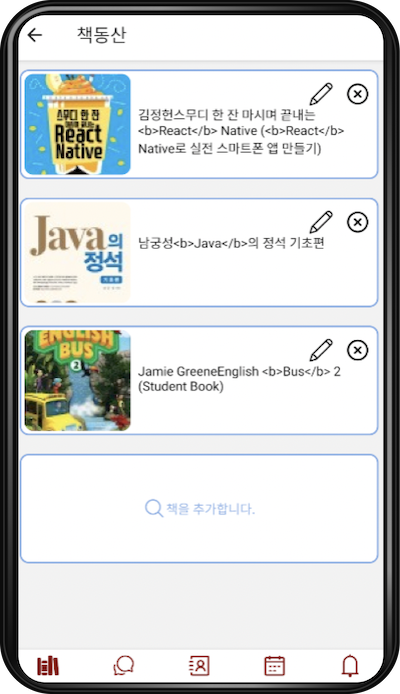 책동산
스무디 한 잔
마시며 끝내는
React
Native
김정헌스무디 한 잔 마시며 끝내는
<b>React</b> Native (<b>React</b>
Native로 실전 스마트폰 앱 만들기)
Java의
정석
기초편
남궁성<b>Java</b>의 정석 기초편
ENGLISH
BUS
2
Jamie GreeneEnglish <b>Bus</b> 2
(Student Book)
책을 추가합니다.